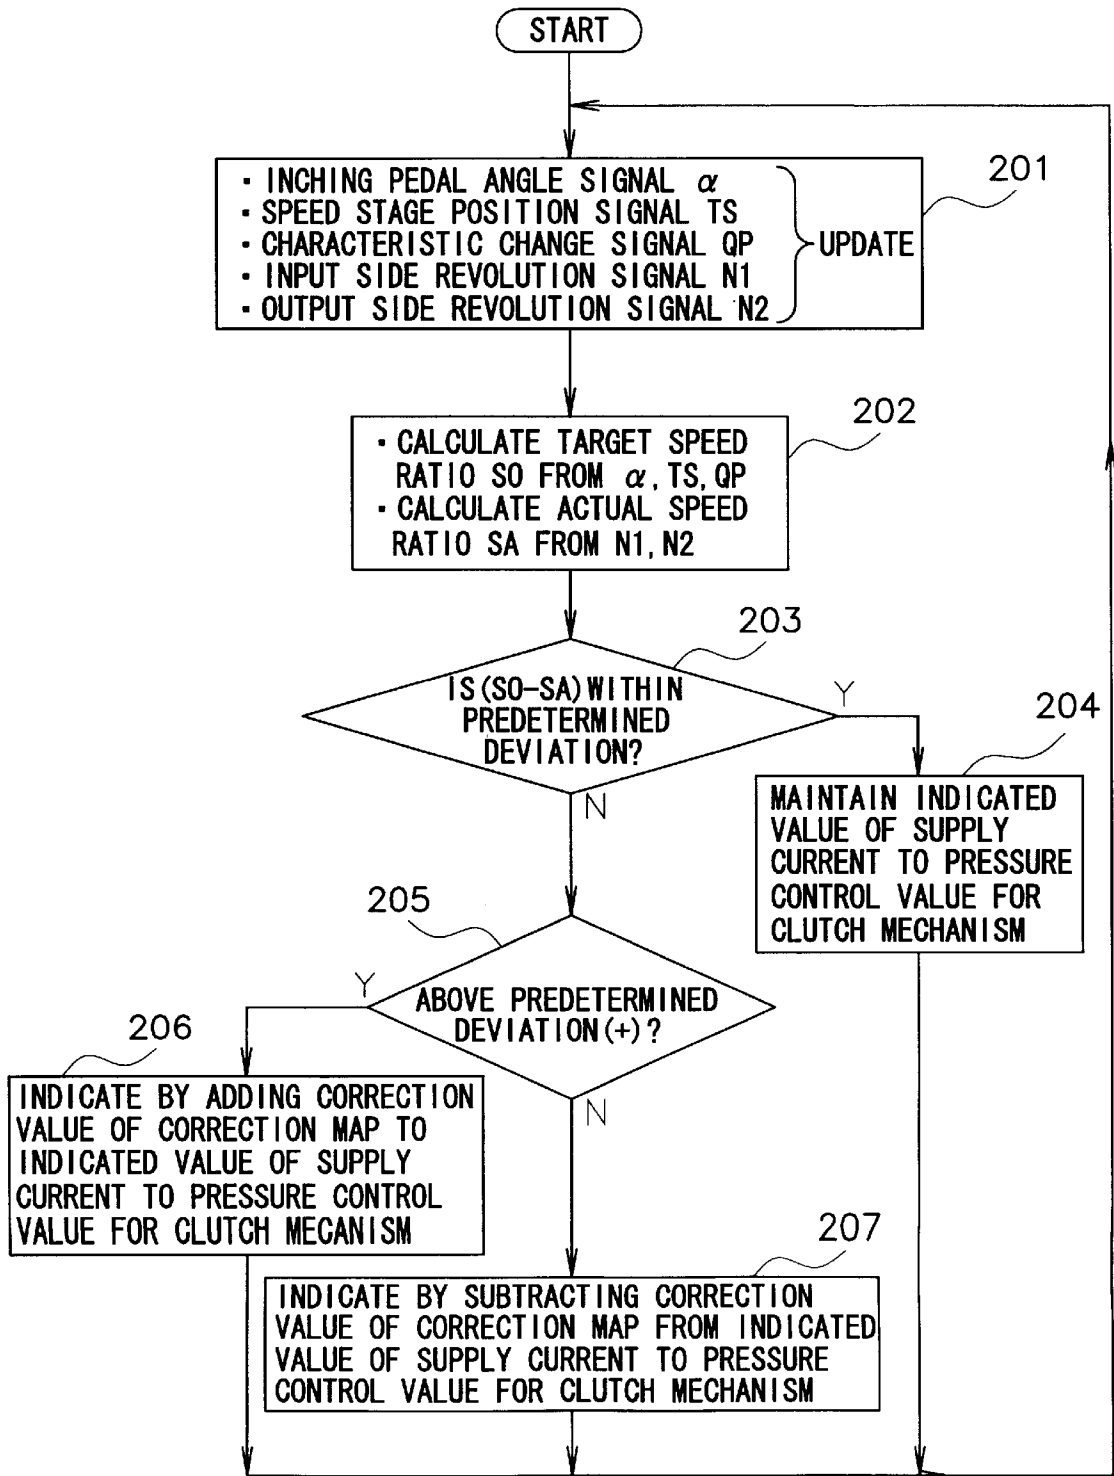 START
201
· INCHING PEDAL ANGLE SIGNAL α
· SPEED STAGE POSITION SIGNAL TS
· CHARACTERISTIC CHANGE SIGNAL QP
· INPUT SIDE REVOLUTION SIGNAL N1
· OUTPUT SIDE REVOLUTION SIGNAL N2
UPDATE
202
· CALCULATE TARGET SPEED
RATIO SO FROM α, TS, QP
· CALCULATE ACTUAL SPEED
RATIO SA FROM N1, N2
203
IS (SO-SA) WITHIN
PREDETERMINED
DEVIATION?
Y
N
204
MAINTAIN INDICATED
VALUE OF SUPPLY
CURRENT TO PRESSURE
CONTROL VALUE FOR
CLUTCH MECHANISM
205
ABOVE PREDETERMINED
DEVIATION (+) ?
Y
N
206
INDICATE BY ADDING CORRECTION
VALUE OF CORRECTION MAP TO
INDICATED VALUE OF SUPPLY
CURRENT TO PRESSURE CONTROL
VALUE FOR CLUTCH MECANISM
207
INDICATE BY SUBTRACTING CORRECTION
VALUE OF CORRECTION MAP FROM INDICATED
VALUE OF SUPPLY CURRENT TO PRESSURE
CONTROL VALUE FOR CLUTCH MECHANISM